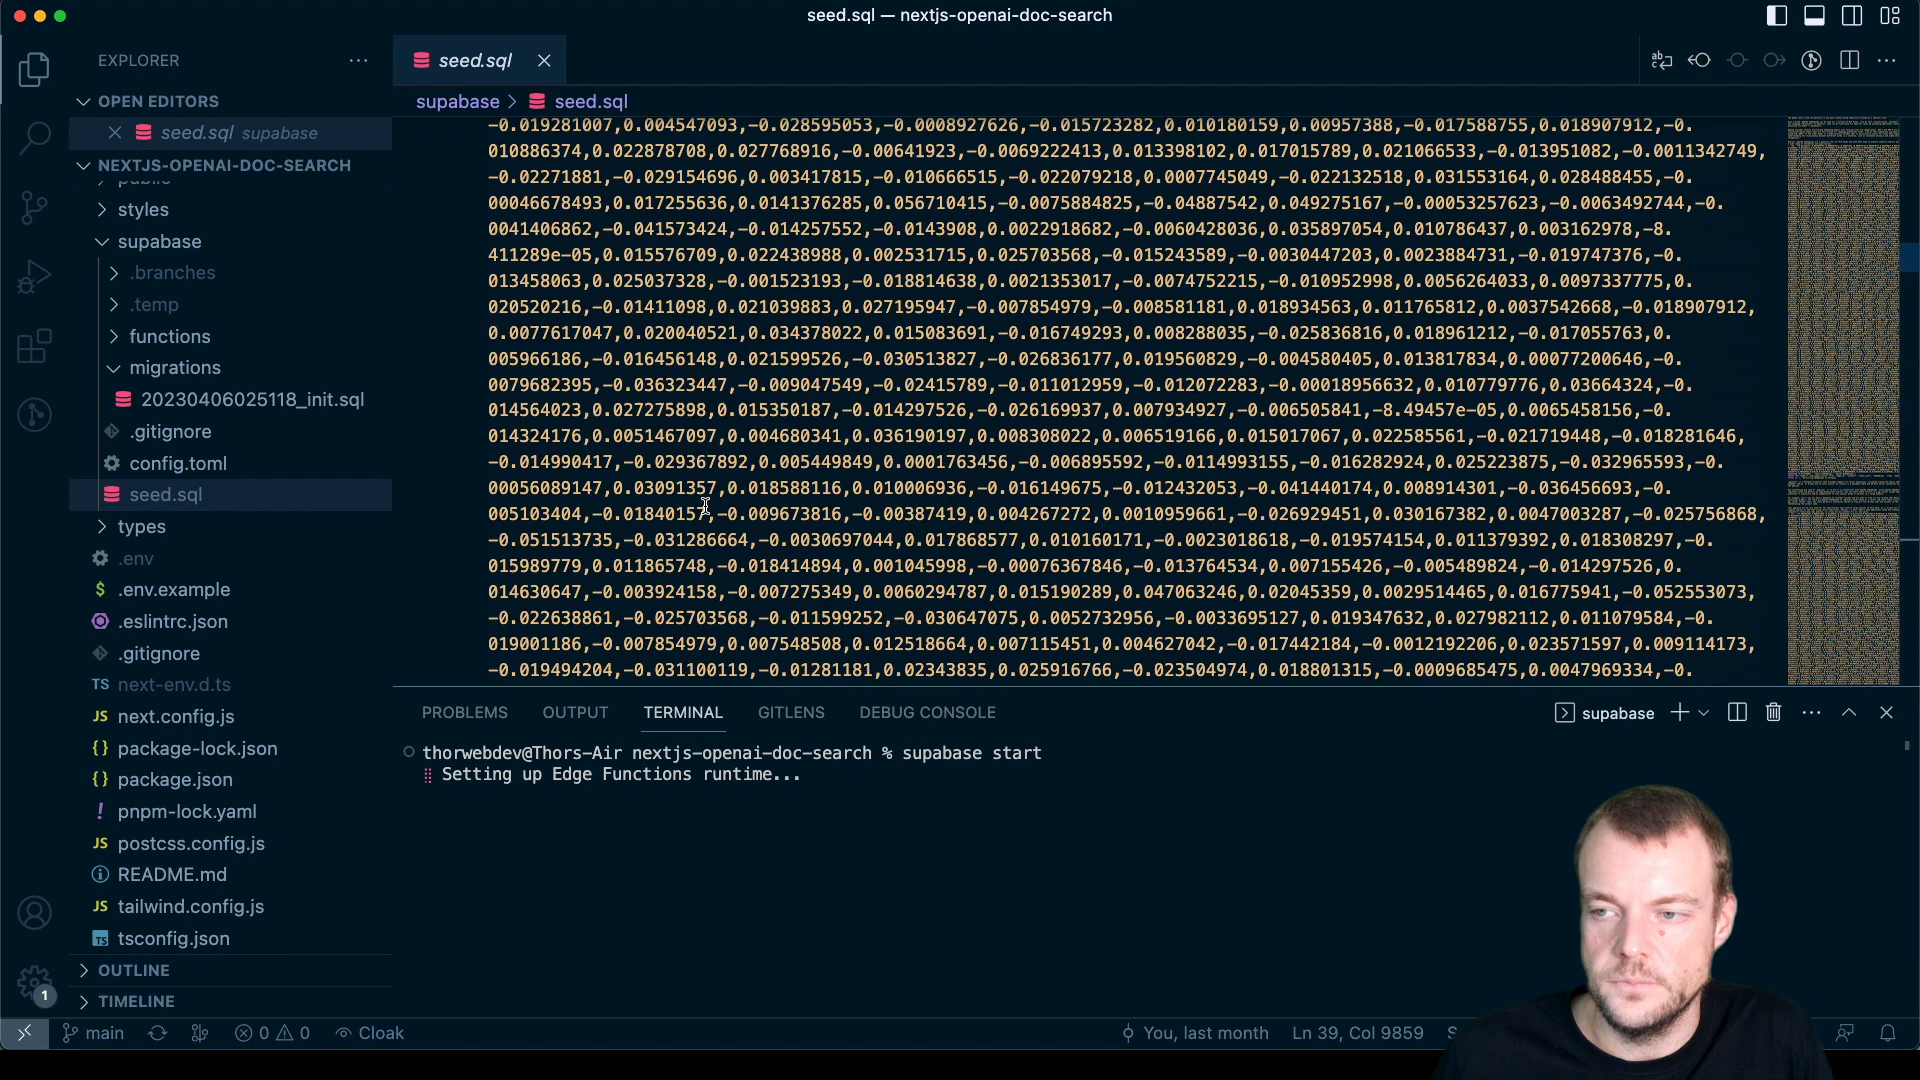 seed.sql — nextjs-openai-doc-search
EXPLORER
seed.sql
OPEN EDITORS
supabase > seed.sql
seed.sql supabase
NEXTJS-OPENAI-DOC-SEARCH
public
styles
supabase
.branches
.temp
functions
migrations
20230406025118_init.sql
.gitignore
config.toml
seed.sql
types
.env
.env.example
.eslintrc.json
.gitignore
next-env.d.ts
next.config.js
package-lock.json
package.json
pnpm-lock.yaml
postcss.config.js
README.md
tailwind.config.js
tsconfig.json
OUTLINE
TIMELINE
-0.019281007,0.004547093,-0.028595053,-0.0008927626,-0.015723282,0.010180159,0.00957388,-0.017588755,0.018907912,-0.
010886374,0.022878708,0.027768916,-0.00641923,-0.0069222413,0.013398102,0.017015789,0.021066533,-0.013951082,-0.0011342749,
-0.02271881,-0.029154696,0.003417815,-0.010666515,-0.022079218,0.0007745049,-0.022132518,0.031553164,0.028488455,-0.
00046678493,0.017255636,0.0141376285,0.056710415,-0.0075884825,-0.04887542,0.049275167,-0.00053257623,-0.0063492744,-0.
0041406862,-0.041573424,-0.014257552,-0.0143908,0.0022918682,-0.0060428036,0.035897054,0.010786437,0.003162978,-8.
411289e-05,0.015576709,0.022438988,0.002531715,0.025703568,-0.015243589,-0.0030447203,0.0023884731,-0.019747376,-0.
013458063,0.025037328,-0.001523193,-0.018814638,0.0021353017,-0.0074752215,-0.010952998,0.0056264033,0.0097337775,0.
020520216,-0.01411098,0.021039883,0.027195947,-0.007854979,-0.008581181,0.018934563,0.011765812,0.0037542668,-0.018907912,
0.0077617047,0.020040521,0.034378022,0.015083691,-0.016749293,0.008288035,-0.025836816,0.018961212,-0.017055763,0.
005966186,-0.016456148,0.021599526,-0.030513827,-0.026836177,0.019560829,-0.004580405,0.013817834,0.00077200646,-0.
0079682395,-0.036323447,-0.009047549,-0.02415789,-0.011012959,-0.012072283,-0.00018956632,0.010779776,0.03664324,-0.
014564023,0.027275898,0.015350187,-0.014297526,-0.026169937,0.007934927,-0.006505841,-8.49457e-05,0.0065458156,-0.
014324176,0.0051467097,0.004680341,0.036190197,0.008308022,0.006519166,0.015017067,0.022585561,-0.021719448,-0.018281646,
-0.014990417,-0.029367892,0.005449849,0.0001763456,-0.006895592,-0.0114993155,-0.016282924,0.025223875,-0.032965593,-0.
00056089147,0.03091357,0.018588116,0.010006936,-0.016149675,-0.012432053,-0.041440174,0.008914301,-0.036456693,-0.
005103404,-0.01840157,-0.009673816,-0.00387419,0.004267272,0.0010959661,-0.026929451,0.030167382,0.0047003287,-0.025756868,
-0.051513735,-0.031286664,-0.0030697044,0.017868577,0.010160171,-0.0023018618,-0.019574154,0.011379392,0.018308297,-0.
015989779,0.011865748,-0.018414894,0.001045998,-0.00076367846,-0.013764534,0.007155426,-0.005489824,-0.014297526,0.
014630647,-0.003924158,-0.007275349,0.0060294787,0.015190289,0.047063246,0.02045359,0.0029514465,0.016775941,-0.052553073,
-0.022638861,-0.025703568,-0.011599252,-0.030647075,0.0052732956,-0.0033695127,0.019347632,0.027982112,0.011079584,-0.
019001186,-0.007854979,0.007548508,0.012518664,0.007115451,0.004627042,-0.017442184,-0.0012192206,0.023571597,0.009114173,
-0.019494204,-0.031100119,-0.01281181,0.02343835,0.025916766,-0.023504974,0.018801315,-0.0009685475,0.0047969334,-0.
PROBLEMS OUTPUT TERMINAL GITLENS DEBUG CONSOLE
supabase
thorwebdev@Thors-Air nextjs-openai-doc-search % supabase start
Setting up Edge Functions runtime...
1
main 0 0 Cloak You, last month Ln 39, Col 9859